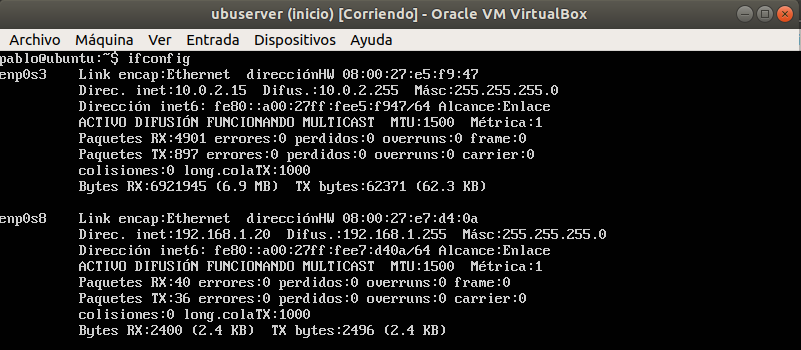 ubuserver (inicio) [Corriendo] - Oracle VM VirtualBox
Archivo Máquina Ver Entrada Dispositivos Ayuda
pablo@ubuntu:~$ ifconfig
enp0s3 Link encap:Ethernet direcciónHW 08:00:27:e5:f9:47
Direc. inet:10.0.2.15 Difus.:10.0.2.255 Másc:255.255.255.0
Dirección inet6: fe80::a00:27ff:fee5:f947/64 Alcance:Enlace
ACTIVO DIFUSIÓN FUNCIONANDO MULTICAST MTU:1500 Métrica:1
Paquetes RX:4901 errores:0 perdidos:0 overruns:0 frame:0
Paquetes TX:897 errores:0 perdidos:0 overruns:0 carrier:0
colisiones:0 long.colaTX:1000
Bytes RX:6921945 (6.9 MB) TX bytes:62371 (62.3 KB)
enp0s8 Link encap:Ethernet direcciónHW 08:00:27:e7:d4:0a
Direc. inet:192.168.1.20 Difus.:192.168.1.255 Másc:255.255.255.0
Dirección inet6: fe80::a00:27ff:fee7:d40a/64 Alcance:Enlace
ACTIVO DIFUSIÓN FUNCIONANDO MULTICAST MTU:1500 Métrica:1
Paquetes RX:40 errores:0 perdidos:0 overruns:0 frame:0
Paquetes TX:36 errores:0 perdidos:0 overruns:0 carrier:0
colisiones:0 long.colaTX:1000
Bytes RX:2400 (2.4 KB) TX bytes:2496 (2.4 KB)